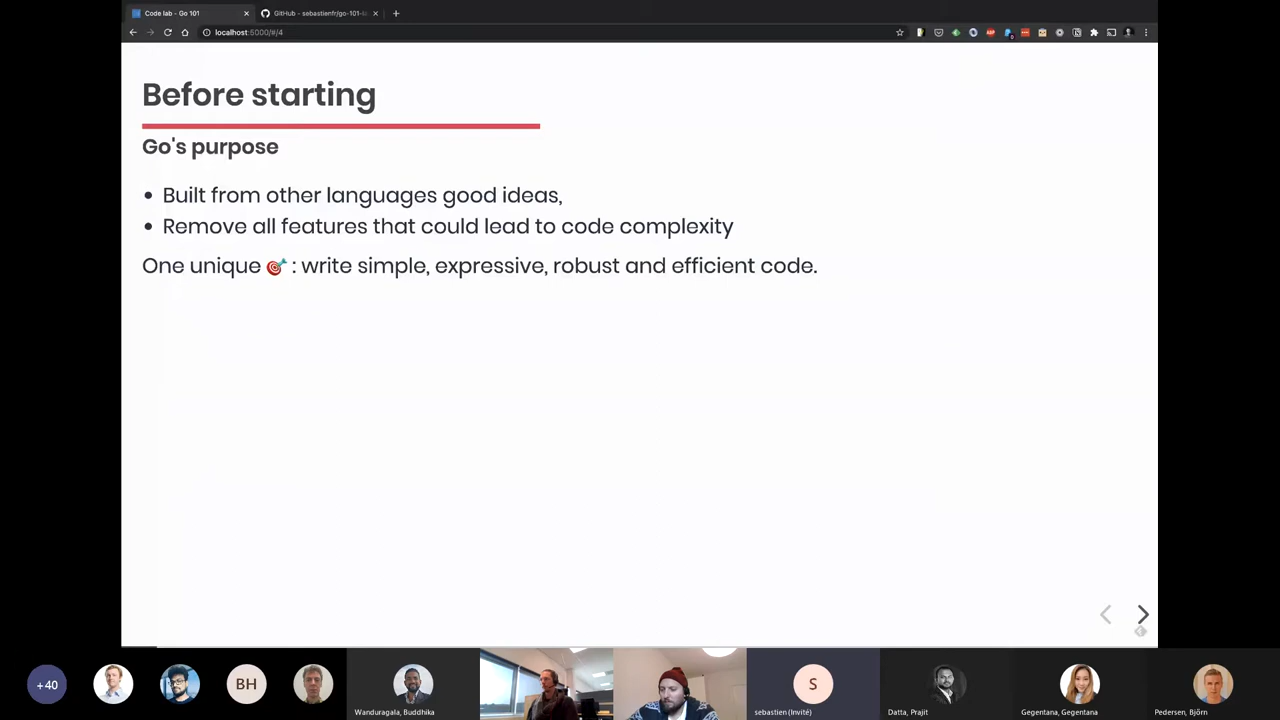 Code lab - Go 101
GitHub - sebastienfr/go-101-
localhost:5000/#/4
Before starting
Go's purpose
Built from other languages good ideas,
Remove all features that could lead to code complexity
One unique 🎯 : write simple, expressive, robust and efficient code.
+40
BH
S
Wanduragala, Buddhika
sebastien (Invité)
Datta, Prajit
Gegentana, Gegentana
Pedersen, Björn